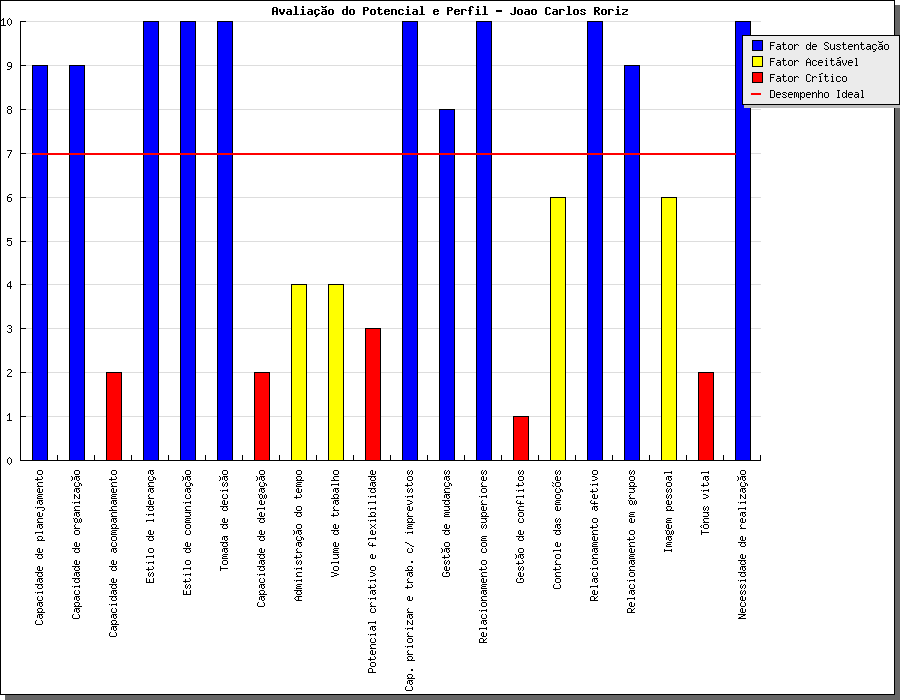 Avaliação do Potencial e Perfil - Joao Carlos Roriz
10
9
8
7
6
5
4
3
2
1
0
Fator de Sustentação
Fator Aceitável
Fator Crítico
Desempenho Ideal
Capacidade de planejamento
Capacidade de organização
Capacidade de acompanhamento
Estilo de liderança
Estilo de comunicação
Tomada de decisão
Capacidade de delegação
Administração do tempo
Volume de trabalho
Potencial criativo e flexibilidade
Cap. priorizar e trab. c/ imprevistos
Gestão de mudanças
Relacionamento com superiores
Gestão de conflitos
Controle das emoções
Relacionamento afetivo
Relacionamento em grupos
Imagem pessoal
Tônus vital
Necessidade de realização